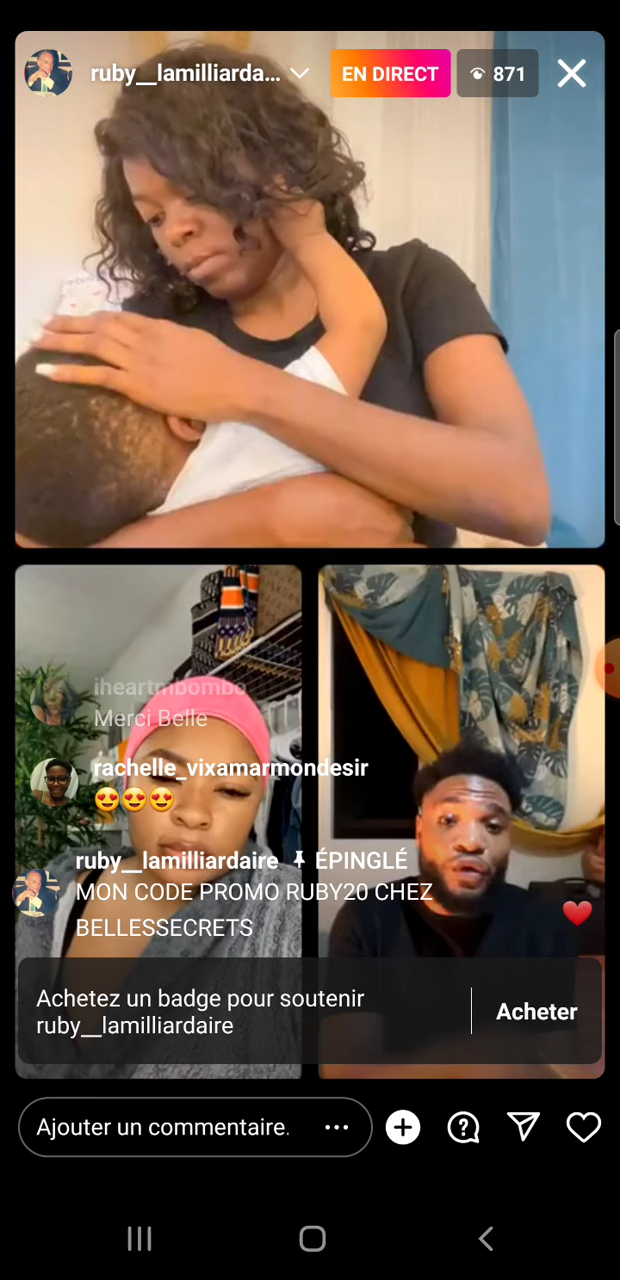 ruby__lamilliarda...
EN DIRECT
871
iheartmbombo
Merci Belle
rachelle_vixamarmondesir
😍😍😍
ruby__lamilliardaire ÉPINGLÉ
MON CODE PROMO RUBY20 CHEZ
BELLESSECRETS
Achetez un badge pour soutenir
ruby__lamilliardaire
Acheter
Ajouter un commentaire.